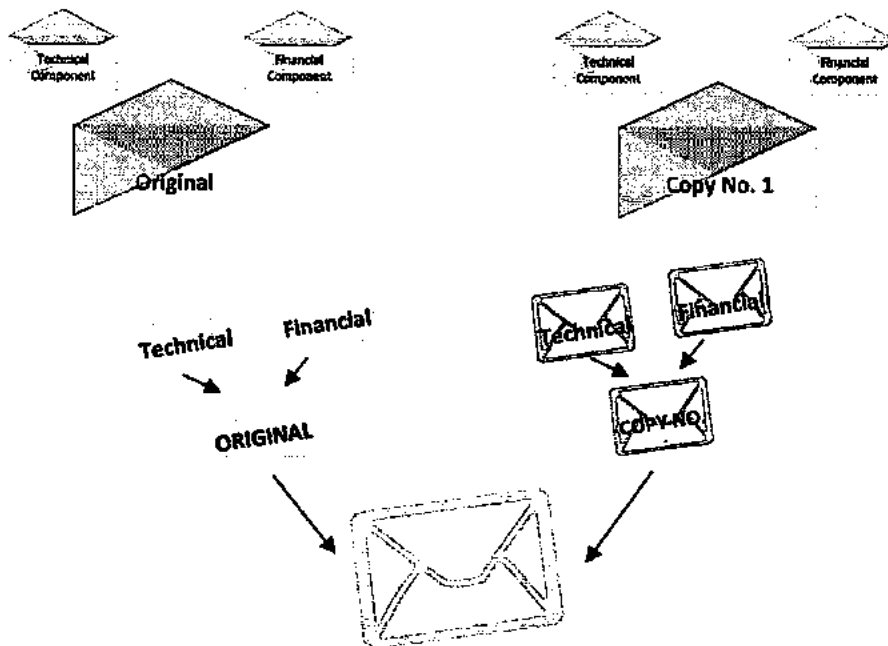 Technical
Component
Financial
Component
Technical
Component
Financial
Component
Original
Copy No. 1
Technical
Financial
Technical
Financial
ORIGINAL
COPY NO.